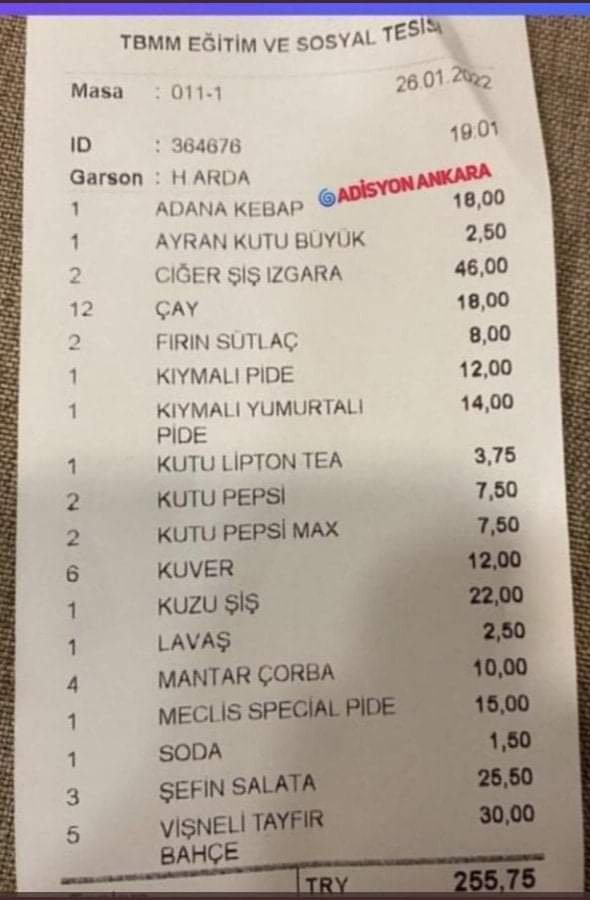 TBMM EĞİTİM VE SOSYAL TESİSİ
Masa : 011-1 26.01.2022
ID : 364676 19:01
Garson : H ARDA
ADİSYON ANKARA
1 ADANA KEBAP 18,00
1 AYRAN KUTU BÜYÜK 2,50
2 CİĞER ŞİŞ IZGARA 46,00
12 ÇAY 18,00
2 FIRIN SÜTLAÇ 8,00
1 KIYMALI PİDE 12,00
1 KIYMALI YUMURTALI 14,00
PİDE
1 KUTU LİPTON TEA 3,75
2 KUTU PEPSİ 7,50
2 KUTU PEPSİ MAX 7,50
6 KUVER 12,00
1 KUZU ŞİŞ 22,00
1 LAVAŞ 2,50
4 MANTAR ÇORBA 10,00
1 MECLİS SPECİAL PİDE 15,00
1 SODA 1,50
3 ŞEFİN SALATA 25,50
5 VİŞNELİ TAYFIR 30,00
BAHÇE
TRY 255,75